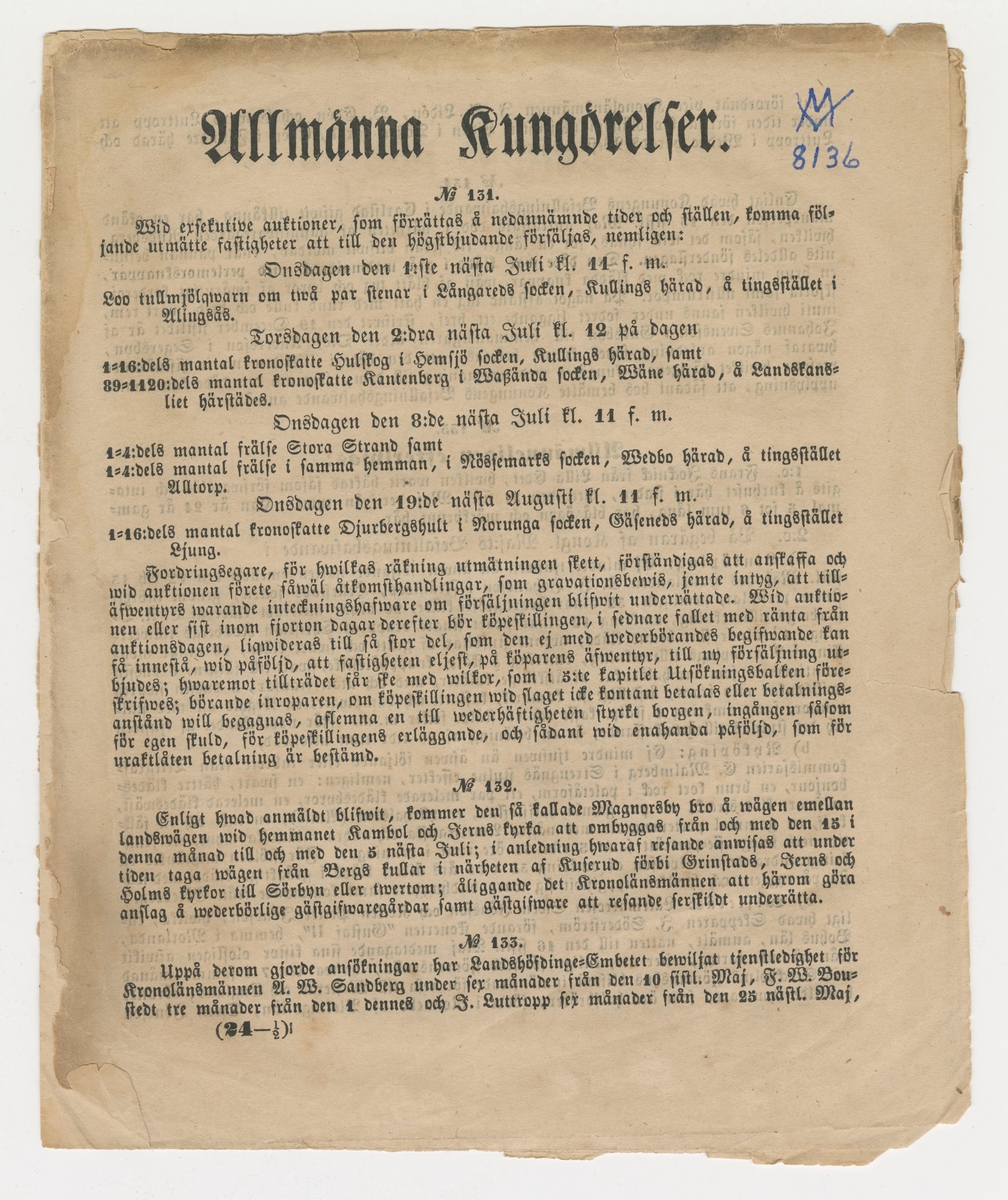 Allmänna Kungörelser.
8136
№ 131.
Wid exsekutive auktioner, som förrättas å nedannämnde tider och ställen, komma föl-
jande utmätte fastigheter att till den högstbjudande försäljas, nemligen:
Onsdagen den 1:ste nästa Juli kl. 11 f. m.
Loo tullmjölqwarn om twå par stenar i Långareds socken, Kullings härad, å tingsstället i
Alingsås.
Torsdagen den 2:dra nästa Juli kl. 12 på dagen
1-16:dels mantal kronoskatte Hulskog i Hemsjö socken, Kullings härad, samt
89-1120:dels mantal kronoskatte Kantenberg i Waßända socken, Wäne härad, å Landskans-
liet härstädes.
Onsdagen den 8:de nästa Juli kl. 11 f. m.
1-4:dels mantal frälse Stora Strand samt
1-4:dels mantal frälse i samma hemman, i Nössemarks socken, Wedbo härad, å tingsstället
Alltorp.
Onsdagen den 19:de nästa Augusti kl. 11 f. m.
1-16:dels mantal kronoskatte Djurbergshult i Norunga socken, Gäseneds härad, å tingsstället
Ljung.
Fordringsegare, för hwilkas räkning utmätningen skett, förständigas att anskaffa och
wid auktionen förete såwäl åtkomsthandlingar, som gravationsbewis, jemte intyg, att till-
äfwentyrs warande inteckningshafware om försäljningen blifwit underrättade. Wid auktio-
nen eller sist inom fjorton dagar derefter bör köpeskillingen, i sednare fallet med ränta från
auktionsdagen, liqwideras till så stor del, som den ej med wederbörandes begifwande kan
få innestå, wid påföljd, att fastigheten eljest, på köparens äfwentyr, till ny försäljning ut-
bjudes; hwaremot tillträdet får ske med wilkor, som i 5:te kapitlet Utsökningsbalken före-
skrifwes; börande inroparen, om köpeskillingen wid slaget icke kontant betalas eller betalnings-
anstånd will begagnas, aflemna en till wederhäftigheten styrkt borgen, ingången såsom
för egen skuld, för köpeskillingens erläggande, och sådant wid enahanda påföljd, som för
uraktlåten betalning är bestämd.
№ 132.
Enligt hwad anmäldt blifwit, kommer den så kallade Magnorsby bro å wägen emellan
landswägen wid hemmanet Kambol och Jerns kyrka att ombyggas från och med den 15 i
denna månad till och med den 5 nästa Juli; i anledning hwaraf resande anwisas att under
tiden taga wägen från Bergs kullar i närheten af Kuserud förbi Grinstads, Jerns och
Holms kyrkor till Sörbyn eller twertom; åliggande det Kronolänsmännen att härom göra
anslag å wederbörlige gästgifwaregårdar samt gästgifware att resande serskildt underrätta.
№ 133.
Uppå derom gjorde ansökningar har Landshöfdinge-Embetet bewiljat tjenstledighet för
Kronolänsmännen A. W. Sandberg under sex månader från den 10 sistl. Maj, F. W. Bou-
stedt tre månader från den 1 dennes och J. Luttropp sex månader från den 25 nästl. Maj,
(24—½)